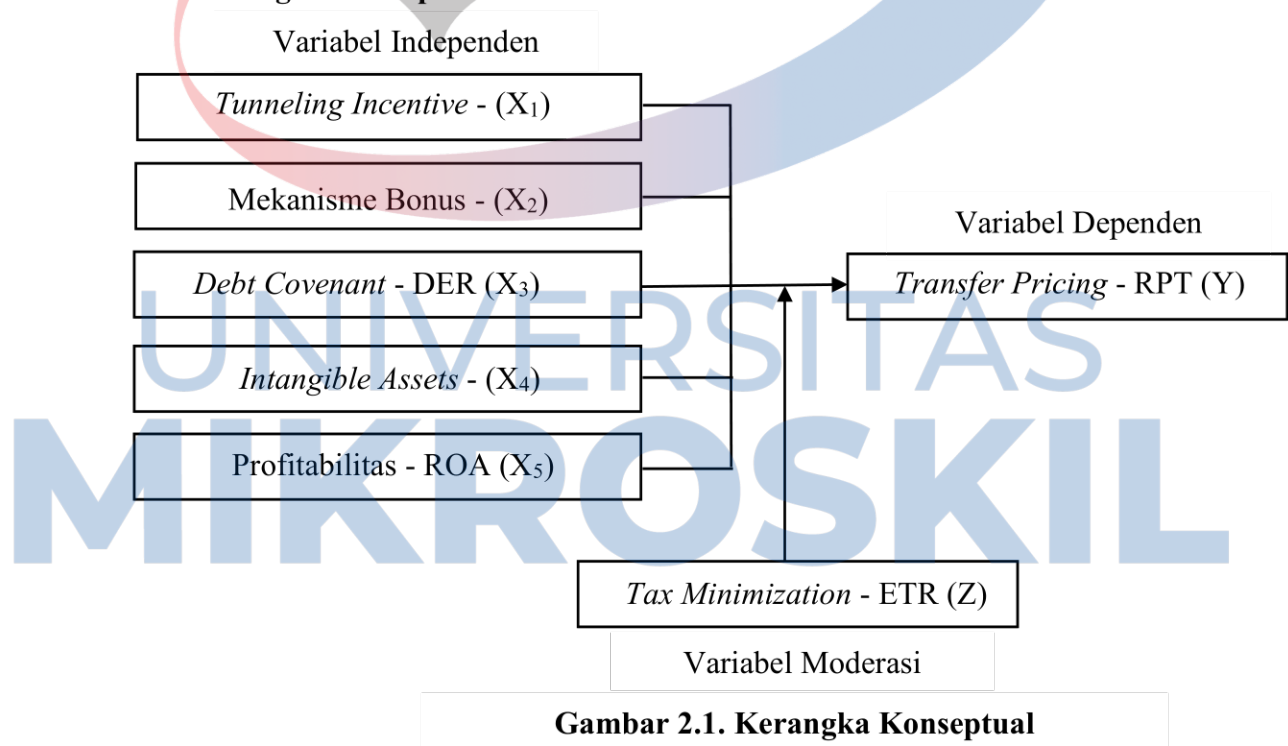 Variabel Independen
Tunneling Incentive - (X₁)
Mekanisme Bonus - (X₂)
Variabel Dependen
Debt Covenant - DER (X₃)
Transfer Pricing - RPT (Y)
UNIVERSITAS
Intangible Assets - (X₄)
MIKROSKIL
Profitabilitas - ROA (X₅)
Tax Minimization - ETR (Z)
Variabel Moderasi
Gambar 2.1. Kerangka Konseptual